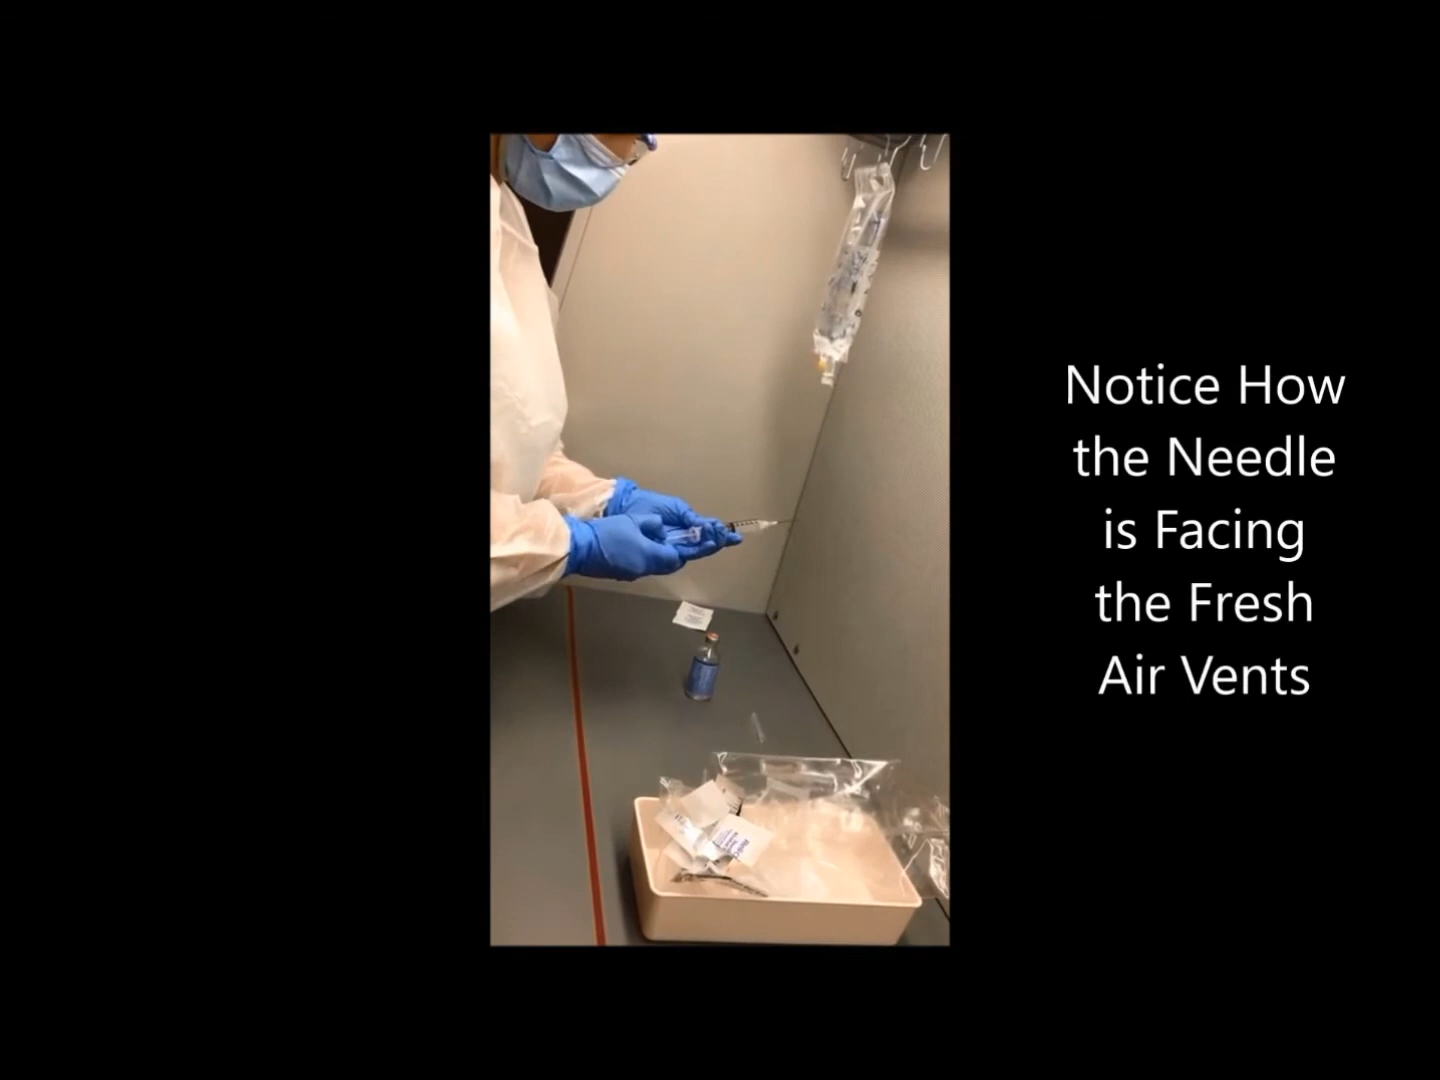 Notice How
the Needle
is Facing
the Fresh
Air Vents